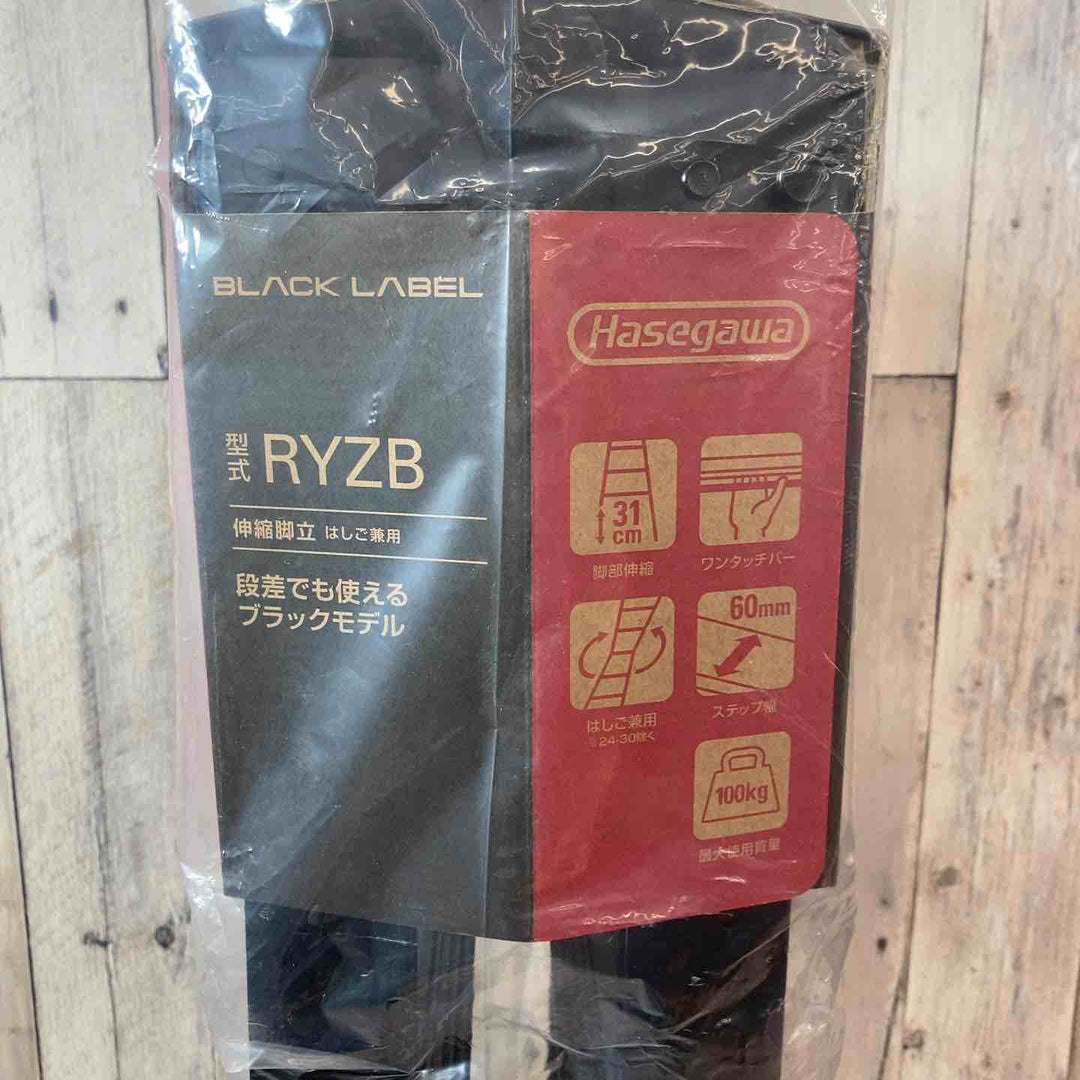 BLACK LABEL
型式 RYZB
伸縮脚立 はしご兼用
段差でも使える
ブラックモデル
Hasegawa
31
cm
脚部伸縮
ワンタッチバー
はしご兼用
※24-30除く
60mm
ステップ幅
100kg
最大使用質量